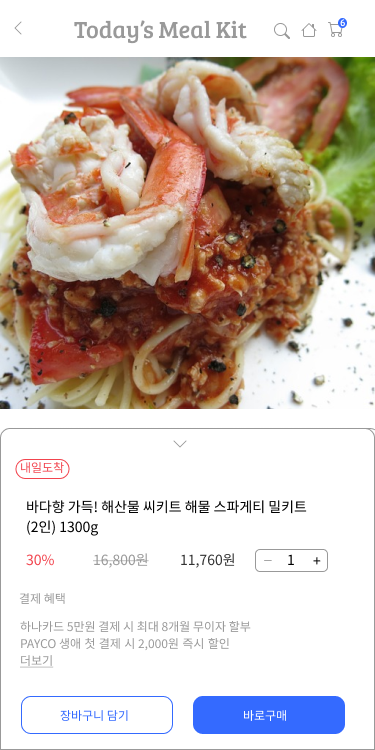 Today's Meal Kit
6
내일도착
바다향 가득! 해산물 씨키트 해물 스파게티 밀키트
(2인) 1300g
30% 16,800원 11,760원 − 1 +
결제 혜택
하나카드 5만원 결제 시 최대 8개월 무이자 할부
PAYCO 생애 첫 결제 시 2,000원 즉시 할인
더보기
장바구니 담기 바로구매